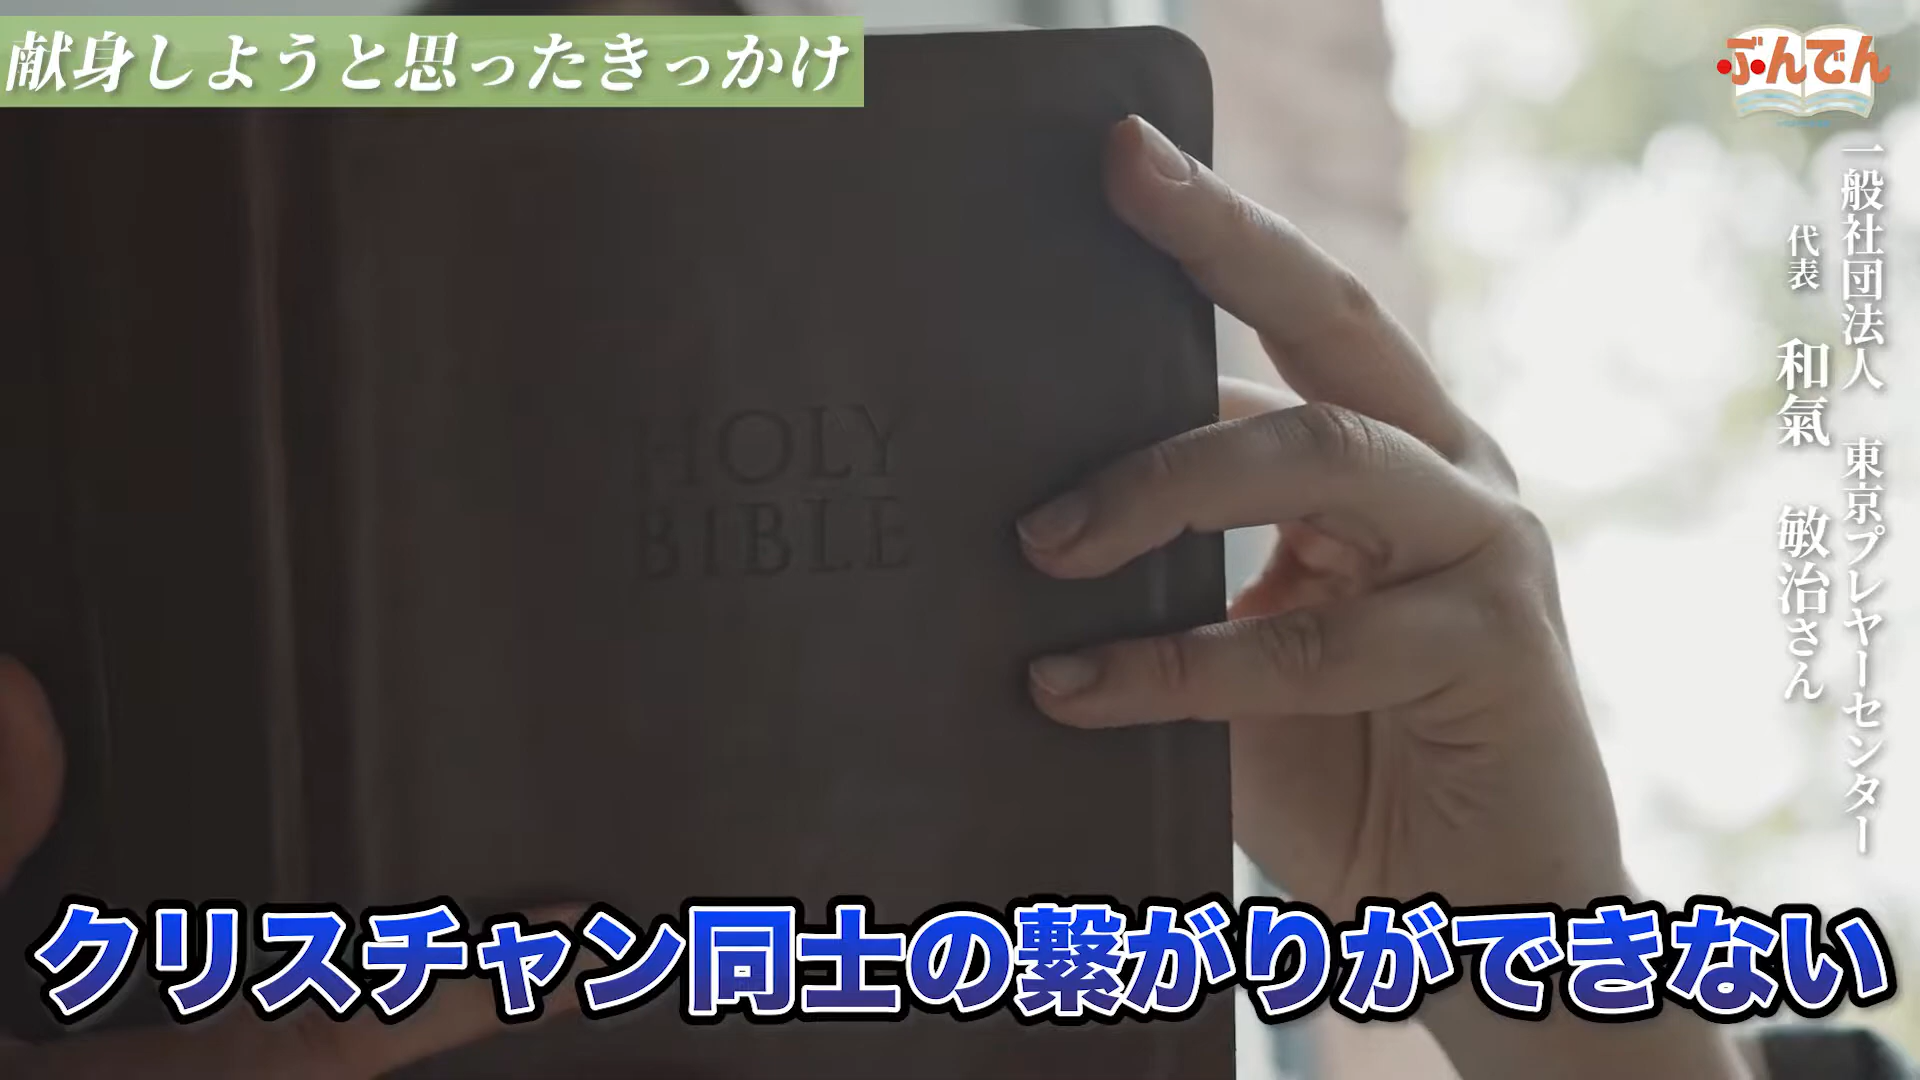 献身しようと思ったきっかけ
ぶんでん
一般社団法人 東京プレヤーセンター
代表 和氣 敏治さん
HOLY
BIBLE
クリスチャン同士の繋がりができない